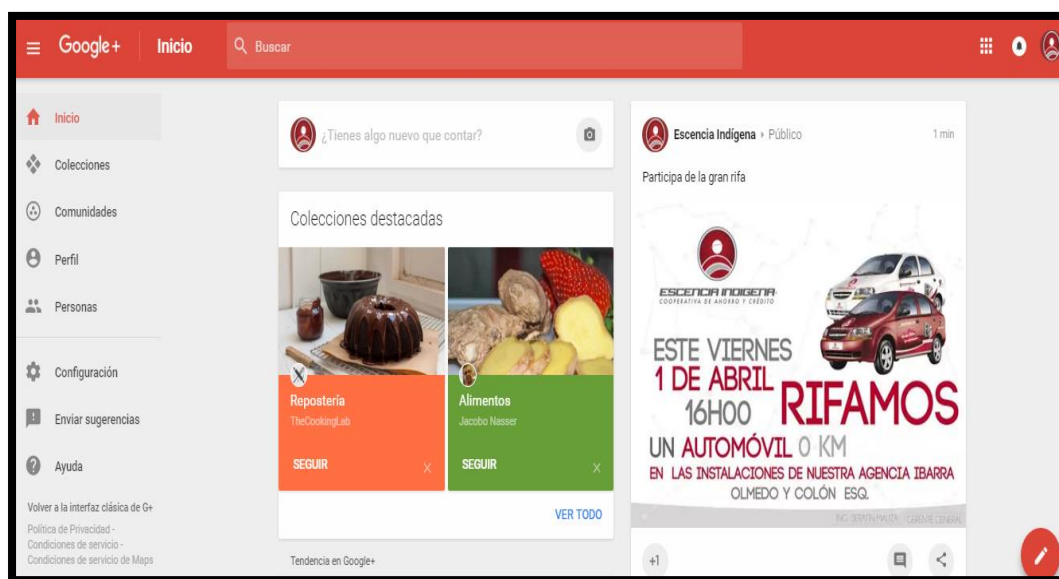 Google+
Inicio
Buscar
Inicio
Colecciones
Comunidades
Perfil
Personas
Configuración
Enviar sugerencias
Ayuda
Volver a la interfaz clásica de G+
Política de Privacidad -
Condiciones de servicio -
Condiciones de servicio de Maps
¿Tienes algo nuevo que contar?
Colecciones destacadas
Repostería
TheCookingLab
SEGUIR
X
Alimentos
Jacobo Nasser
SEGUIR
X
VER TODO
Tendencia en Google+
Escencia Indígena ▸ Público
1 min
Participa de la gran rifa
ESCENCIA INDIGENA
COOPERATIVA DE AHORRO Y CRÉDITO
ESTE VIERNES
1 DE ABRIL
16H00
RIFAMOS
UN AUTOMÓVIL 0 KM
EN LAS INSTALACIONES DE NUESTRA AGENCIA IBARRA
OLMEDO Y COLÓN ESQ.
GERENTE GENERAL
+1